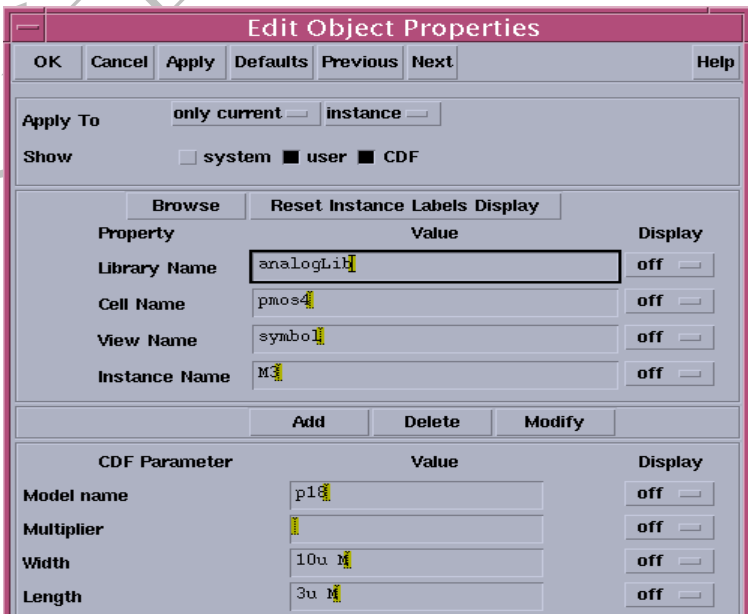 Edit Object Properties
OK Cancel Apply Defaults Previous Next Help
Apply To only current instance
Show system user CDF
Browse Reset Instance Labels Display
Property Value Display
Library Name analogLib off
Cell Name pmos4 off
View Name symbol off
Instance Name M3 off
Add Delete Modify
CDF Parameter Value Display
Model name p18 off
Multiplier off
Width 10u M off
Length 3u M off